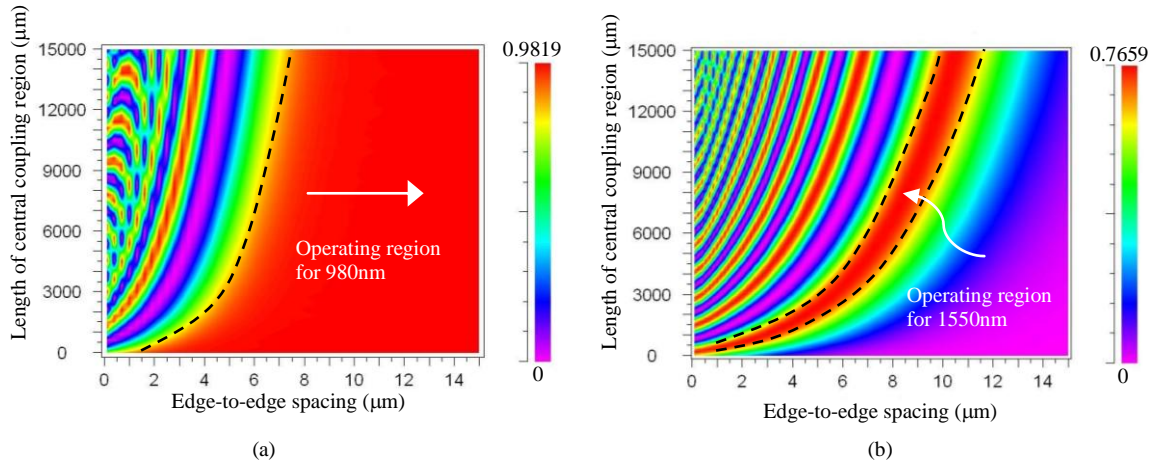 Length of central coupling region (μm)
15000
12000
9000
6000
3000
0
0 2 4 6 8 10 12 14
Edge-to-edge spacing (μm)
0.9819
0
Operating region
for 980nm
(a)
Length of central coupling region (μm)
15000
12000
9000
6000
3000
0
0 2 4 6 8 10 12 14
Edge-to-edge spacing (μm)
0.7659
0
Operating region
for 1550nm
(b)